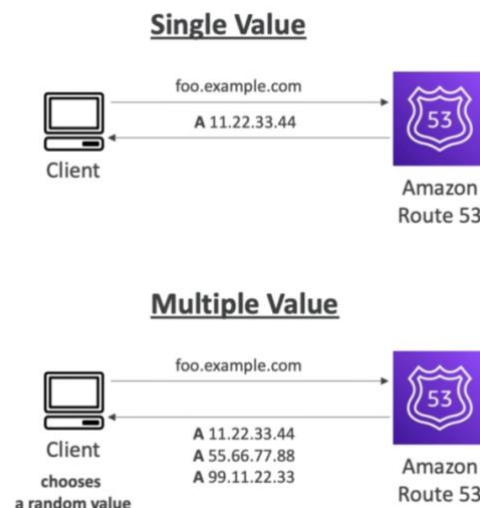 Single Value
foo.example.com
A 11.22.33.44
53
Client
Amazon
Route 53
Multiple Value
foo.example.com
53
A 11.22.33.44
A 55.66.77.88
A 99.11.22.33
Client
chooses
a random value
Amazon
Route 53